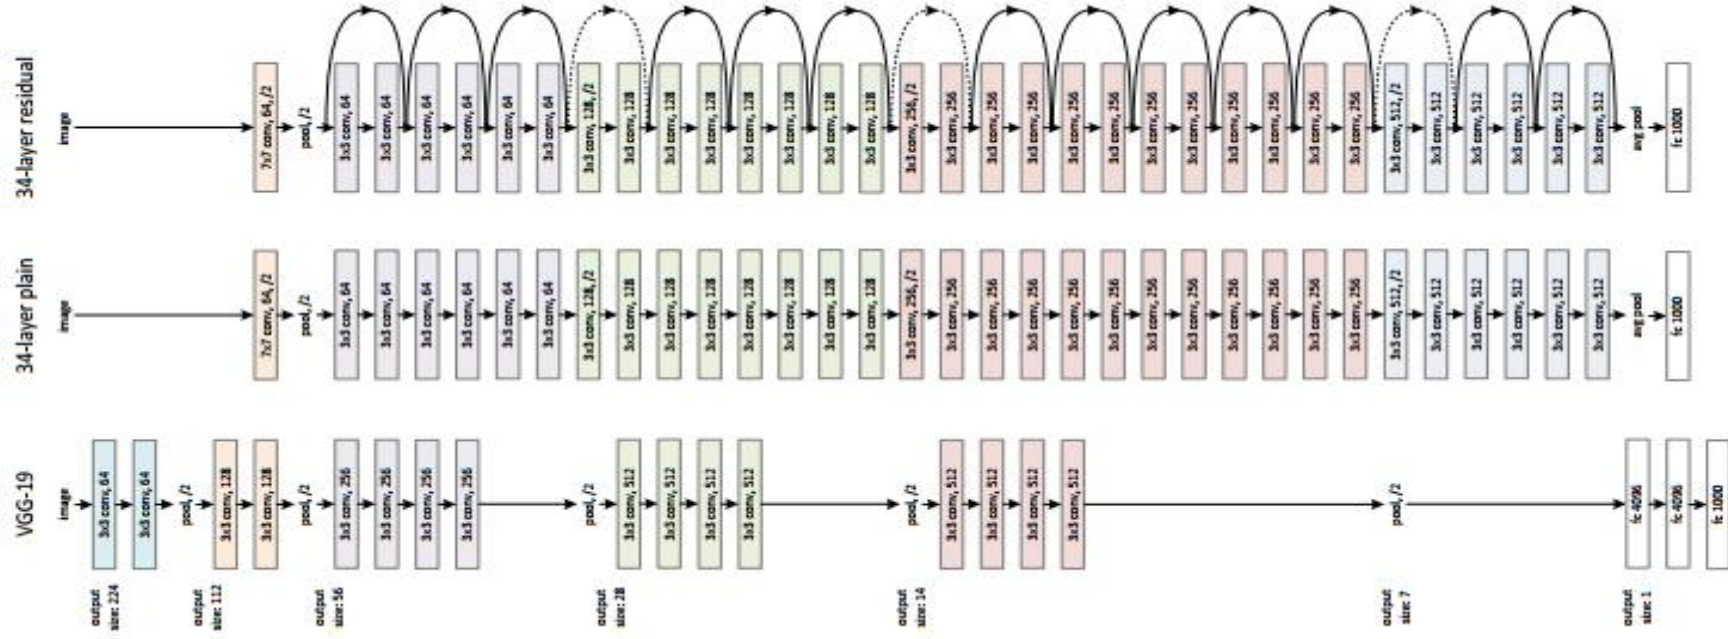 VGG-19
image
3x3 conv, 64
3x3 conv, 64
pool, /2
3x3 conv, 128
3x3 conv, 128
pool, /2
3x3 conv, 256
3x3 conv, 256
3x3 conv, 256
3x3 conv, 256
pool, /2
3x3 conv, 512
3x3 conv, 512
3x3 conv, 512
3x3 conv, 512
pool, /2
3x3 conv, 512
3x3 conv, 512
3x3 conv, 512
3x3 conv, 512
pool, /2
fc 4096
fc 4096
fc 1000
output
size: 224
output
size: 112
output
size: 56
output
size: 28
output
size: 14
output
size: 7
output
size: 1
34-layer plain
image
7x7 conv, 64, /2
pool, /2
3x3 conv, 64
3x3 conv, 64
3x3 conv, 64
3x3 conv, 64
3x3 conv, 64
3x3 conv, 64
3x3 conv, 128, /2
3x3 conv, 128
3x3 conv, 128
3x3 conv, 128
3x3 conv, 128
3x3 conv, 128
3x3 conv, 128
3x3 conv, 128
3x3 conv, 256, /2
3x3 conv, 256
3x3 conv, 256
3x3 conv, 256
3x3 conv, 256
3x3 conv, 256
3x3 conv, 256
3x3 conv, 256
3x3 conv, 256
3x3 conv, 256
3x3 conv, 256
3x3 conv, 256
3x3 conv, 512, /2
3x3 conv, 512
3x3 conv, 512
3x3 conv, 512
3x3 conv, 512
3x3 conv, 512
avg pool
fc 1000
34-layer residual
image
7x7 conv, 64, /2
pool, /2
3x3 conv, 64
3x3 conv, 64
3x3 conv, 64
3x3 conv, 64
3x3 conv, 64
3x3 conv, 64
3x3 conv, 128, /2
3x3 conv, 128
3x3 conv, 128
3x3 conv, 128
3x3 conv, 128
3x3 conv, 128
3x3 conv, 128
3x3 conv, 128
3x3 conv, 256, /2
3x3 conv, 256
3x3 conv, 256
3x3 conv, 256
3x3 conv, 256
3x3 conv, 256
3x3 conv, 256
3x3 conv, 256
3x3 conv, 256
3x3 conv, 256
3x3 conv, 256
3x3 conv, 256
3x3 conv, 512, /2
3x3 conv, 512
3x3 conv, 512
3x3 conv, 512
3x3 conv, 512
3x3 conv, 512
avg pool
fc 1000